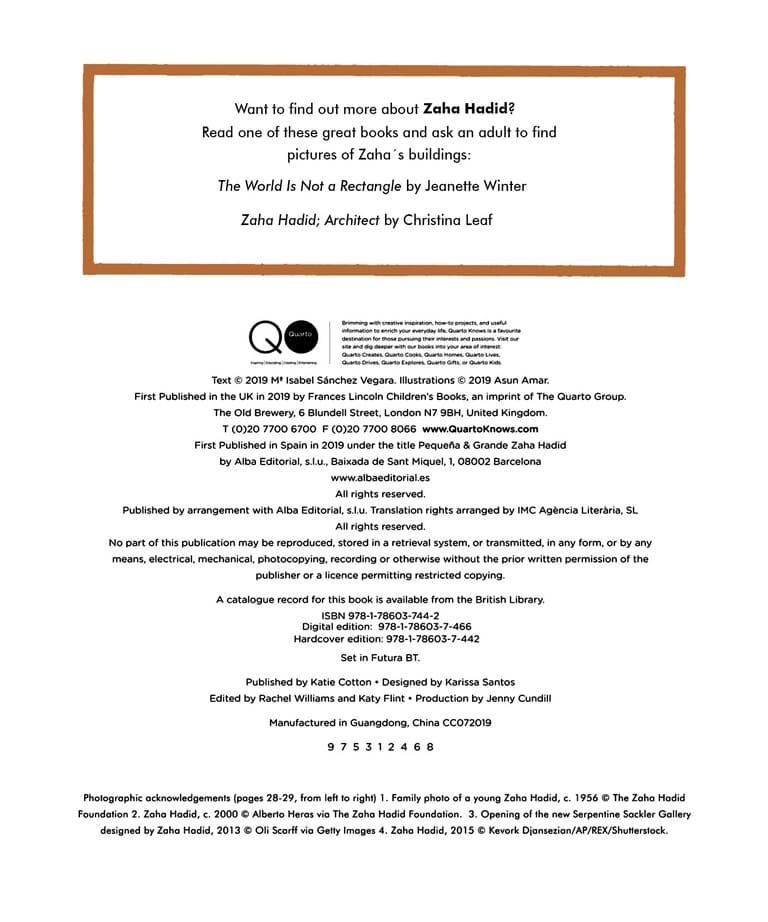 Want to find out more about Zaha Hadid?
Read one of these great books and ask an adult to find
pictures of Zaha´s buildings:
The World Is Not a Rectangle by Jeanette Winter
Zaha Hadid; Architect by Christina Leaf
Quarto
Inspiring | Educating | Creating | Entertaining
Brimming with creative inspiration, how-to projects, and useful
information to enrich your everyday life, Quarto Knows is a favourite
destination for those pursuing their interests and passions. Visit our
site and dig deeper with our books into your area of interest:
Quarto Creates, Quarto Cooks, Quarto Homes, Quarto Lives,
Quarto Drives, Quarto Explores, Quarto Gifts, or Quarto Kids.
Text © 2019 Mª Isabel Sánchez Vegara. Illustrations © 2019 Asun Amar.
First Published in the UK in 2019 by Frances Lincoln Children's Books, an imprint of The Quarto Group.
The Old Brewery, 6 Blundell Street, London N7 9BH, United Kingdom.
T (0)20 7700 6700 F (0)20 7700 8066 www.QuartoKnows.com
First Published in Spain in 2019 under the title Pequeña & Grande Zaha Hadid
by Alba Editorial, s.l.u., Baixada de Sant Miquel, 1, 08002 Barcelona
www.albaeditorial.es
All rights reserved.
Published by arrangement with Alba Editorial, s.l.u. Translation rights arranged by IMC Agència Literària, SL
All rights reserved.
No part of this publication may be reproduced, stored in a retrieval system, or transmitted, in any form, or by any
means, electrical, mechanical, photocopying, recording or otherwise without the prior written permission of the
publisher or a licence permitting restricted copying.
A catalogue record for this book is available from the British Library.
ISBN 978-1-78603-744-2
Digital edition: 978-1-78603-7-466
Hardcover edition: 978-1-78603-7-442
Set in Futura BT.
Published by Katie Cotton • Designed by Karissa Santos
Edited by Rachel Williams and Katy Flint • Production by Jenny Cundill
Manufactured in Guangdong, China CC072019
9 7 5 3 1 2 4 6 8
Photographic acknowledgements (pages 28-29, from left to right) 1. Family photo of a young Zaha Hadid, c. 1956 © The Zaha Hadid
Foundation 2. Zaha Hadid, c. 2000 © Alberto Heras via The Zaha Hadid Foundation. 3. Opening of the new Serpentine Sackler Gallery
designed by Zaha Hadid, 2013 © Oli Scarff via Getty Images 4. Zaha Hadid, 2015 © Kevork Djansezian/AP/REX/Shutterstock.